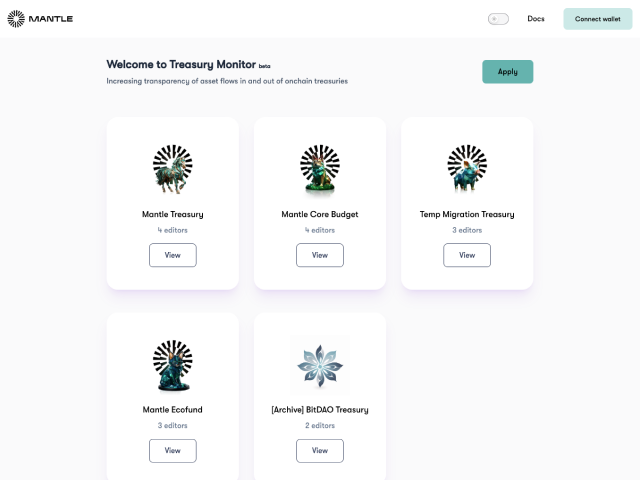 MANTLE
Docs
Connect wallet
Welcome to Treasury Monitor beta
Increasing transparency of asset flows in and out of onchain treasuries
Apply
Mantle Treasury
4 editors
View
Mantle Core Budget
4 editors
View
Temp Migration Treasury
3 editors
View
Mantle Ecofund
3 editors
View
[Archive] BitDAO Treasury
2 editors
View